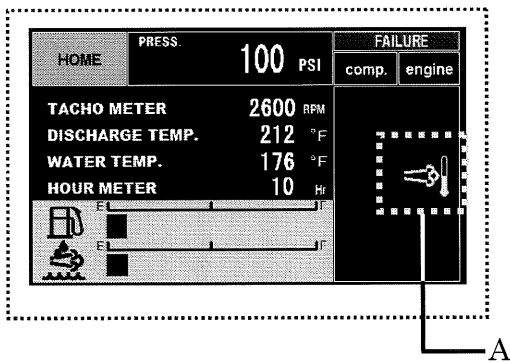 HOME
PRESS. 100 PSI
FAILURE
comp. engine
TACHO METER 2600 RPM
DISCHARGE TEMP. 212 °F
WATER TEMP. 176 °F
HOUR METER 10 Hr
E F
E F
A